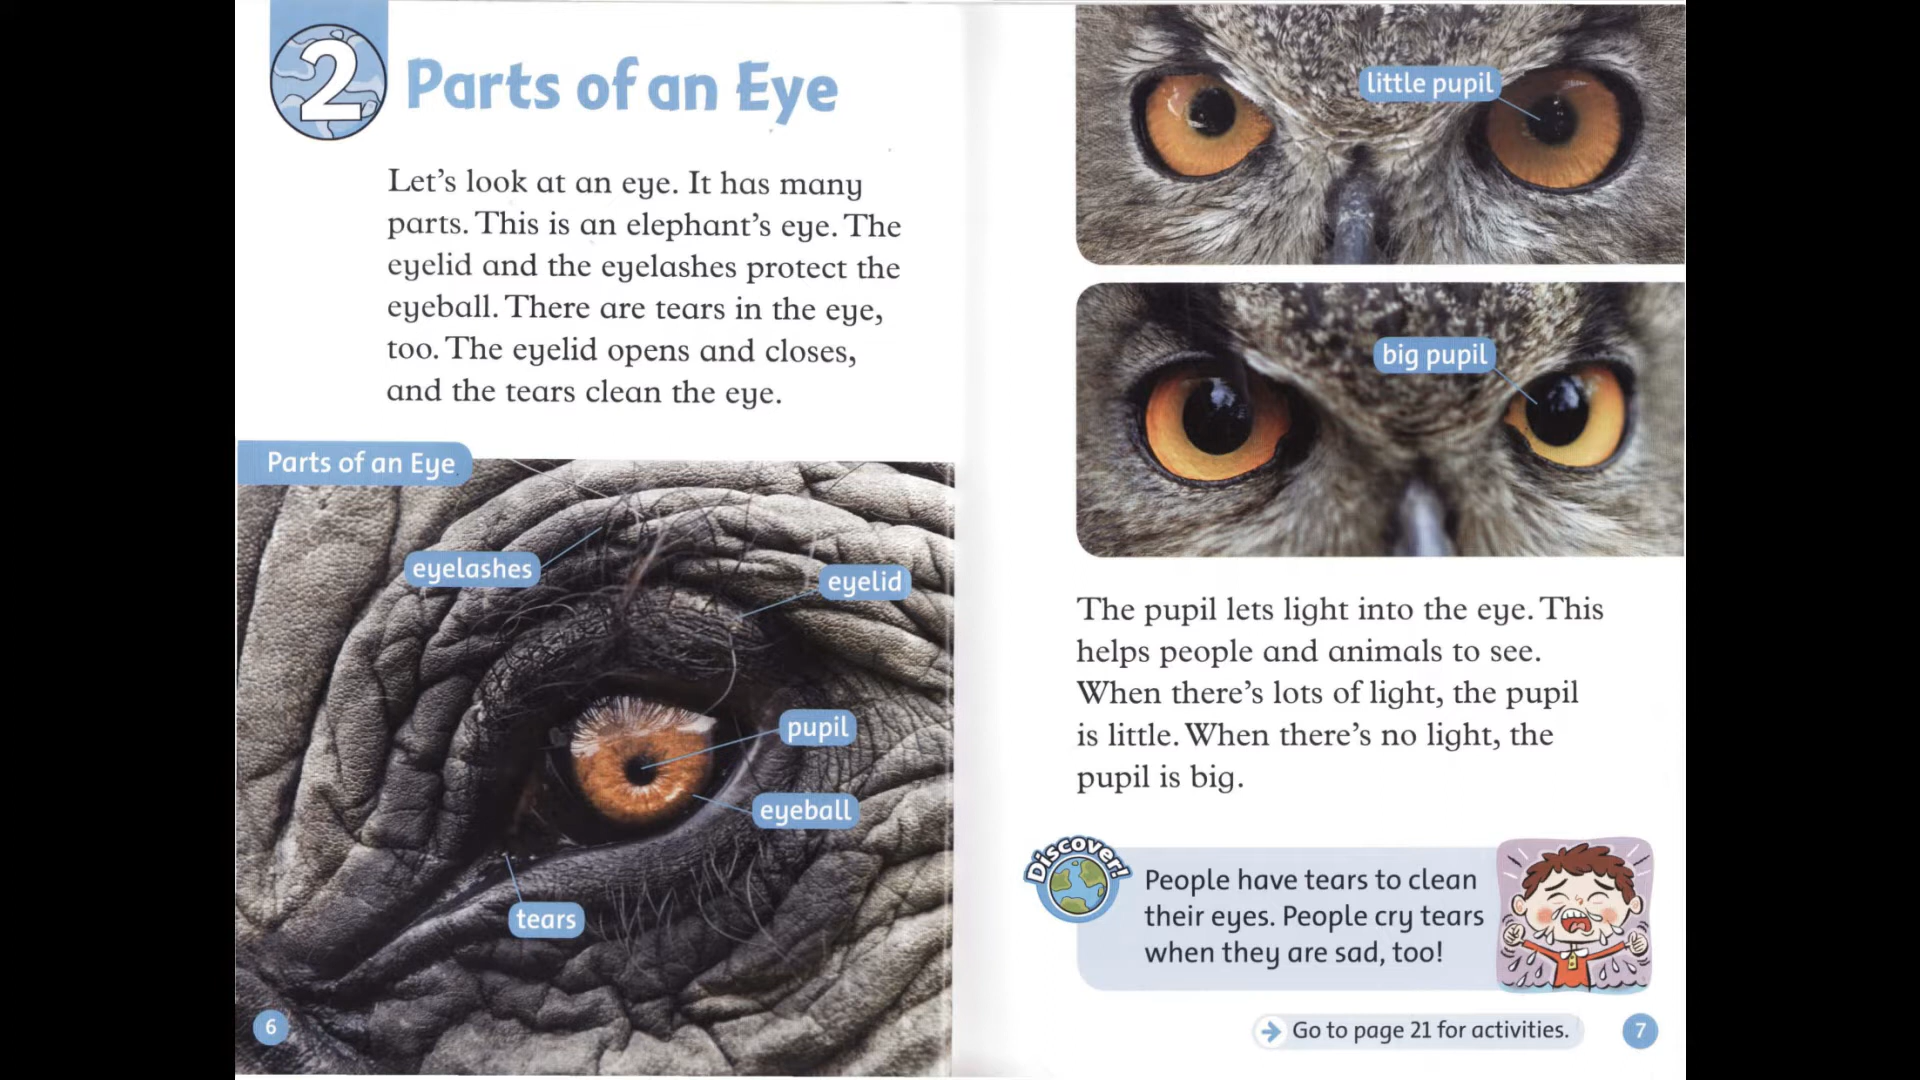 2
Parts of an Eye
Let's look at an eye. It has many
parts. This is an elephant's eye. The
eyelid and the eyelashes protect the
eyeball. There are tears in the eye,
too. The eyelid opens and closes,
and the tears clean the eye.
Parts of an Eye
eyelashes
eyelid
pupil
eyeball
tears
6
little pupil
big pupil
The pupil lets light into the eye. This
helps people and animals to see.
When there's lots of light, the pupil
is little. When there's no light, the
pupil is big.
Discover!
People have tears to clean
their eyes. People cry tears
when they are sad, too!
Go to page 21 for activities.
7